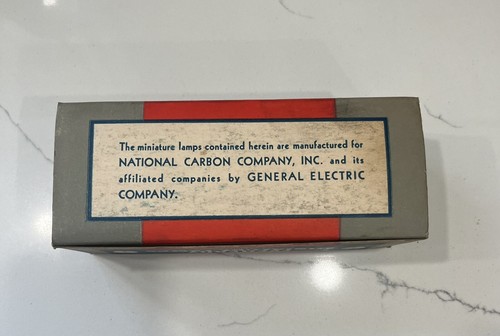 The miniature lamps contained herein are manufactured for
NATIONAL CARBON COMPANY, INC. and its
affiliated companies by GENERAL ELECTRIC
COMPANY.